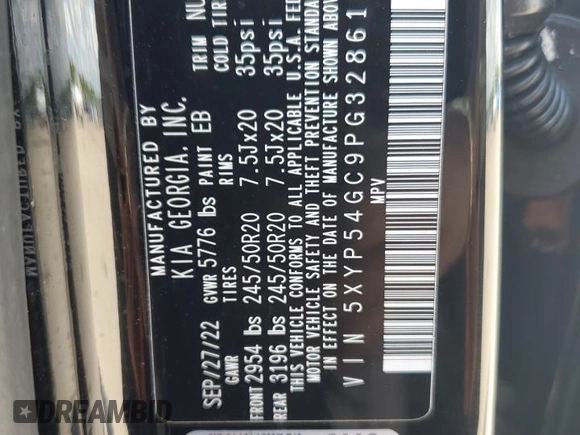 MANUFACTURED BY
KIA GEORGIA, INC.
SEP/27/22 GVWR 5776 lbs PAINT EB TRIM
GAWR TIRES RIMS COLD TIR
FRONT 2954 lbs 245/50R20 7.5Jx20 35psi
REAR 3196 lbs 245/50R20 7.5Jx20 35psi
THIS VEHICLE CONFORMS TO ALL APPLICABLE U.S.A. FEDE
MOTOR VEHICLE SAFETY AND THEFT PREVENTION STANDAR
IN EFFECT ON THE DATE OF MANUFACTURE SHOWN ABOVE
VIN 5XYP54GC9PG32861
MPV
DREAMBID